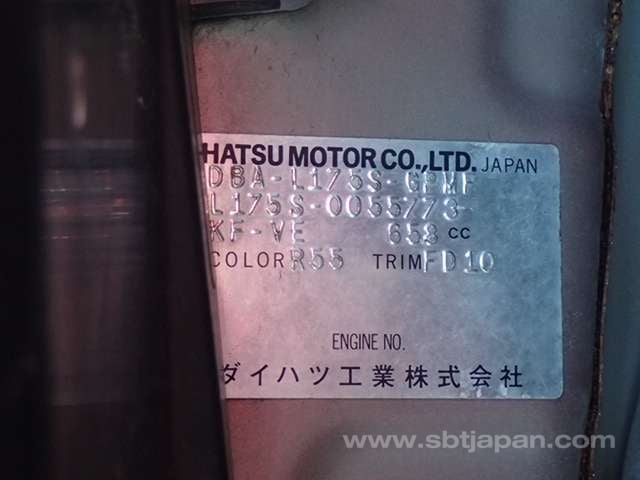 HATSU MOTOR CO.,LTD. JAPAN
DBA-L175S-GPMF
L175S-0055773-
KF-VE 658 CC
COLOR R55 TRIM FD10
ENGINE NO.
ダイハツ工業株式会社
www.sbtjapan.com